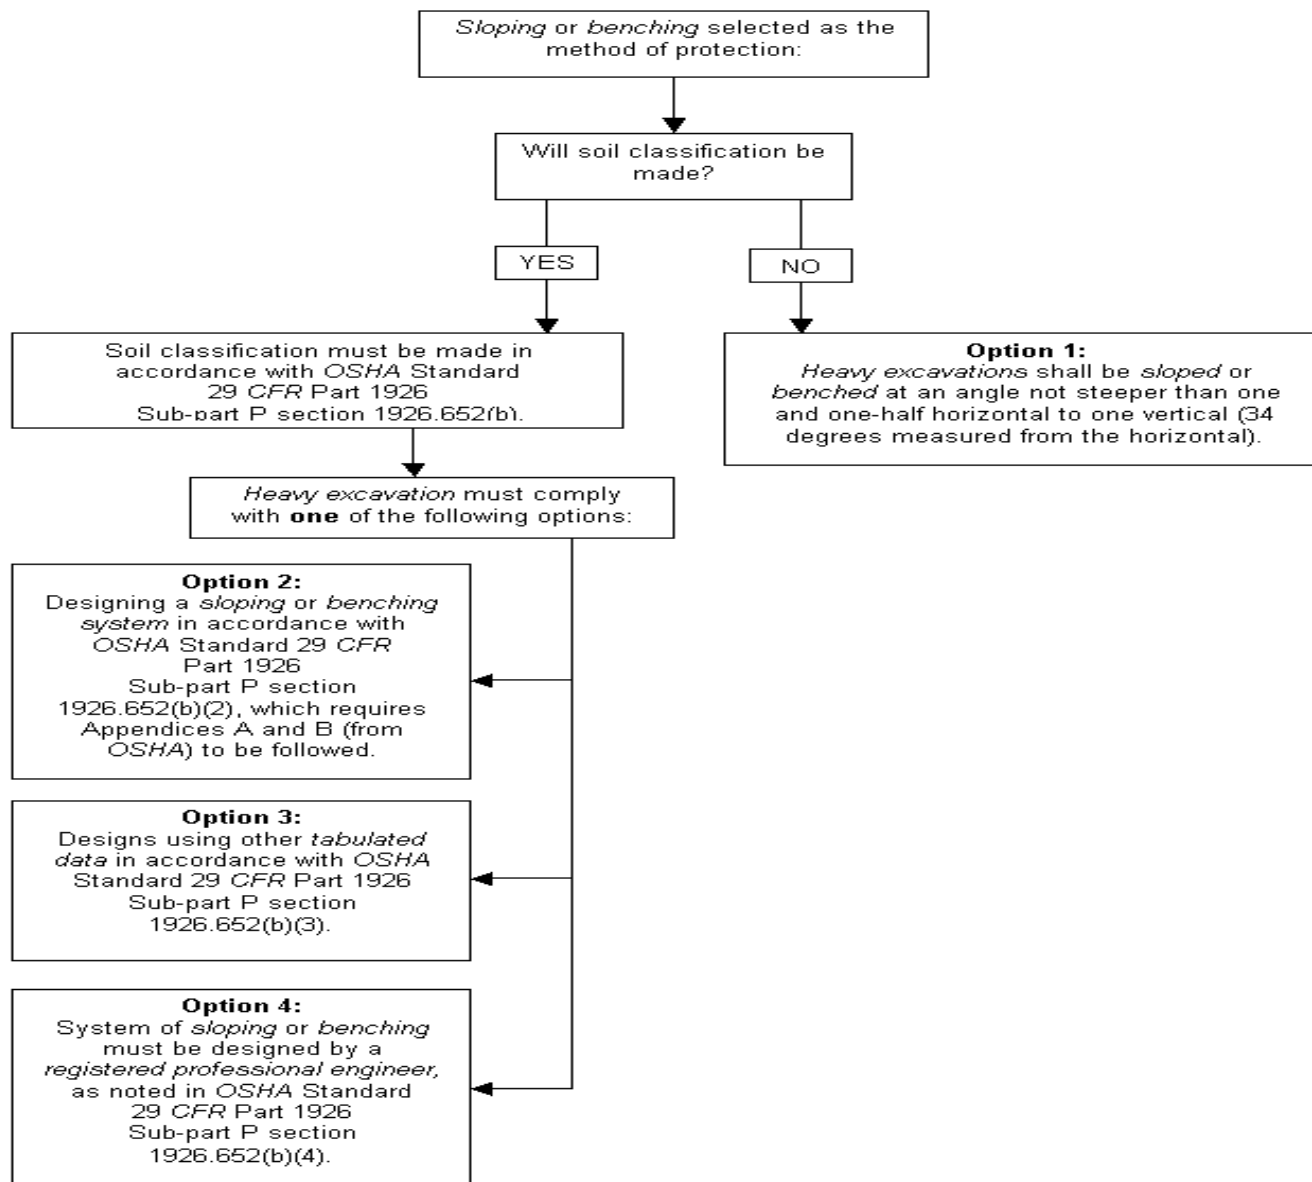 Sloping or benching selected as the
method of protection:
Will soil classification be
made?
YES
NO
Soil classification must be made in
accordance with OSHA Standard
29 CFR Part 1926
Sub-part P section 1926.652(b).
Option 1:
Heavy excavations shall be sloped or
benched at an angle not steeper than one
and one-half horizontal to one vertical (34
degrees measured from the horizontal).
Heavy excavation must comply
with one of the following options:
Option 2:
Designing a sloping or benching
system in accordance with
OSHA Standard 29 CFR
Part 1926
Sub-part P section
1926.652(b)(2), which requires
Appendices A and B (from
OSHA) to be followed.
Option 3:
Designs using other tabulated
data in accordance with OSHA
Standard 29 CFR Part 1926
Sub-part P section
1926.652(b)(3).
Option 4:
System of sloping or benching
must be designed by a
registered professional engineer,
as noted in OSHA Standard
29 CFR Part 1926
Sub-part P section
1926.652(b)(4).